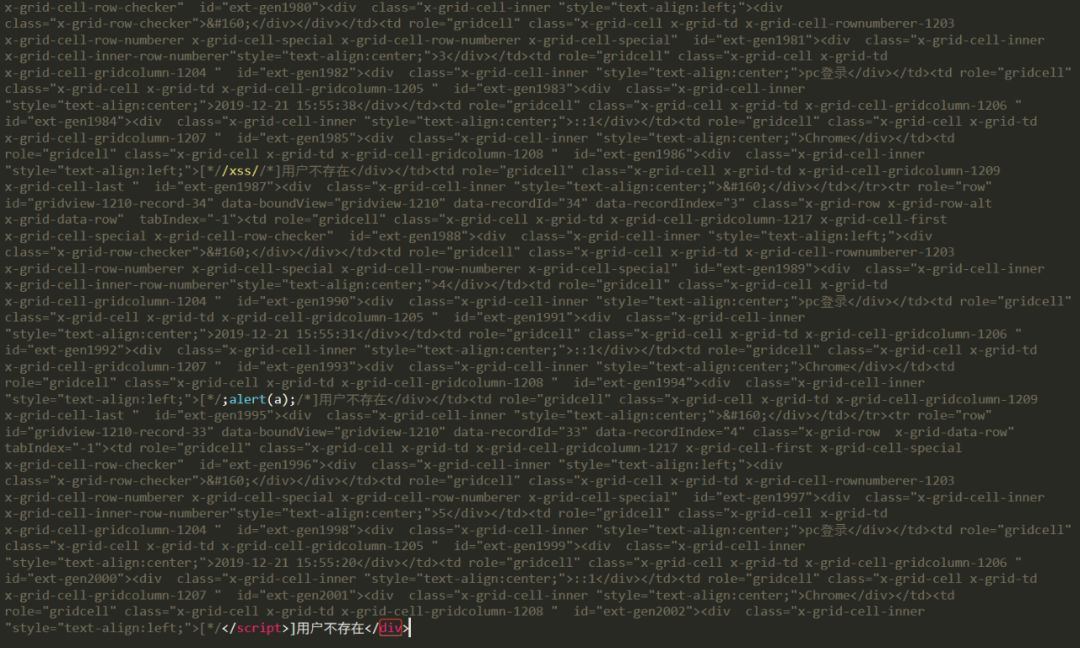 x-grid-cell-row-checker"  id="ext-gen1980"><div  class="x-grid-cell-inner "style="text-align:left;"><div
class="x-grid-row-checker">&#160;</div></div></td><td role="gridcell" class="x-grid-cell x-grid-td x-grid-cell-rownumberer-1203
x-grid-cell-row-numberer x-grid-cell-special x-grid-cell-row-numberer x-grid-cell-special"  id="ext-gen1981"><div  class="x-grid-cell-inner
x-grid-cell-inner-row-numberer"style="text-align:center;">3</div></td><td role="gridcell" class="x-grid-cell x-grid-td
x-grid-cell-gridcolumn-1204 "  id="ext-gen1982"><div  class="x-grid-cell-inner "style="text-align:center;">pc登录</div></td><td role="gridcell"
class="x-grid-cell x-grid-td x-grid-cell-gridcolumn-1205 "  id="ext-gen1983"><div  class="x-grid-cell-inner
"style="text-align:center;">2019-12-21 15:55:38</div></td><td role="gridcell" class="x-grid-cell x-grid-td x-grid-cell-gridcolumn-1206 "
id="ext-gen1984"><div  class="x-grid-cell-inner "style="text-align:center;">::1</div></td><td role="gridcell" class="x-grid-cell x-grid-td
x-grid-cell-gridcolumn-1207 "  id="ext-gen1985"><div  class="x-grid-cell-inner "style="text-align:center;">Chrome</div></td><td
role="gridcell" class="x-grid-cell x-grid-td x-grid-cell-gridcolumn-1208 "  id="ext-gen1986"><div  class="x-grid-cell-inner
"style="text-align:left;">[*//xss//*]用户不存在</div></td><td role="gridcell" class="x-grid-cell x-grid-td x-grid-cell-gridcolumn-1209
x-grid-cell-last "  id="ext-gen1987"><div  class="x-grid-cell-inner "style="text-align:center;">&#160;</div></td></tr><tr role="row"
id="gridview-1210-record-34" data-boundView="gridview-1210" data-recordId="34" data-recordIndex="3" class="x-grid-row x-grid-row-alt
x-grid-data-row"  tabIndex="-1"><td role="gridcell" class="x-grid-cell x-grid-td x-grid-cell-gridcolumn-1217 x-grid-cell-first
x-grid-cell-special x-grid-cell-row-checker"  id="ext-gen1988"><div  class="x-grid-cell-inner "style="text-align:left;"><div
class="x-grid-row-checker">&#160;</div></div></td><td role="gridcell" class="x-grid-cell x-grid-td x-grid-cell-rownumberer-1203
x-grid-cell-row-numberer x-grid-cell-special x-grid-cell-row-numberer x-grid-cell-special"  id="ext-gen1989"><div  class="x-grid-cell-inner
x-grid-cell-inner-row-numberer"style="text-align:center;">4</div></td><td role="gridcell" class="x-grid-cell x-grid-td
x-grid-cell-gridcolumn-1204 "  id="ext-gen1990"><div  class="x-grid-cell-inner "style="text-align:center;">pc登录</div></td><td role="gridcell"
class="x-grid-cell x-grid-td x-grid-cell-gridcolumn-1205 "  id="ext-gen1991"><div  class="x-grid-cell-inner
"style="text-align:center;">2019-12-21 15:55:31</div></td><td role="gridcell" class="x-grid-cell x-grid-td x-grid-cell-gridcolumn-1206 "
id="ext-gen1992"><div  class="x-grid-cell-inner "style="text-align:center;">::1</div></td><td role="gridcell" class="x-grid-cell x-grid-td
x-grid-cell-gridcolumn-1207 "  id="ext-gen1993"><div  class="x-grid-cell-inner "style="text-align:center;">Chrome</div></td><td
role="gridcell" class="x-grid-cell x-grid-td x-grid-cell-gridcolumn-1208 "  id="ext-gen1994"><div  class="x-grid-cell-inner
"style="text-align:left;">[*/;alert(a);/*]用户不存在</div></td><td role="gridcell" class="x-grid-cell x-grid-td x-grid-cell-gridcolumn-1209
x-grid-cell-last "  id="ext-gen1995"><div  class="x-grid-cell-inner "style="text-align:center;">&#160;</div></td></tr><tr role="row"
id="gridview-1210-record-33" data-boundView="gridview-1210" data-recordId="33" data-recordIndex="4" class="x-grid-row  x-grid-data-row"
tabIndex="-1"><td role="gridcell" class="x-grid-cell x-grid-td x-grid-cell-gridcolumn-1217 x-grid-cell-first x-grid-cell-special
x-grid-cell-row-checker"  id="ext-gen1996"><div  class="x-grid-cell-inner "style="text-align:left;"><div
class="x-grid-row-checker">&#160;</div></div></td><td role="gridcell" class="x-grid-cell x-grid-td x-grid-cell-rownumberer-1203
x-grid-cell-row-numberer x-grid-cell-special x-grid-cell-row-numberer x-grid-cell-special"  id="ext-gen1997"><div  class="x-grid-cell-inner
x-grid-cell-inner-row-numberer"style="text-align:center;">5</div></td><td role="gridcell" class="x-grid-cell x-grid-td
x-grid-cell-gridcolumn-1204 "  id="ext-gen1998"><div  class="x-grid-cell-inner "style="text-align:center;">pc登录</div></td><td role="gridcell"
class="x-grid-cell x-grid-td x-grid-cell-gridcolumn-1205 "  id="ext-gen1999"><div  class="x-grid-cell-inner
"style="text-align:center;">2019-12-21 15:55:20</div></td><td role="gridcell" class="x-grid-cell x-grid-td x-grid-cell-gridcolumn-1206 "
id="ext-gen2000"><div  class="x-grid-cell-inner "style="text-align:center;">::1</div></td><td role="gridcell" class="x-grid-cell x-grid-td
x-grid-cell-gridcolumn-1207 "  id="ext-gen2001"><div  class="x-grid-cell-inner "style="text-align:center;">Chrome</div></td><td
role="gridcell" class="x-grid-cell x-grid-td x-grid-cell-gridcolumn-1208 "  id="ext-gen2002"><div  class="x-grid-cell-inner
"style="text-align:left;">[*/</script>]用户不存在</div>